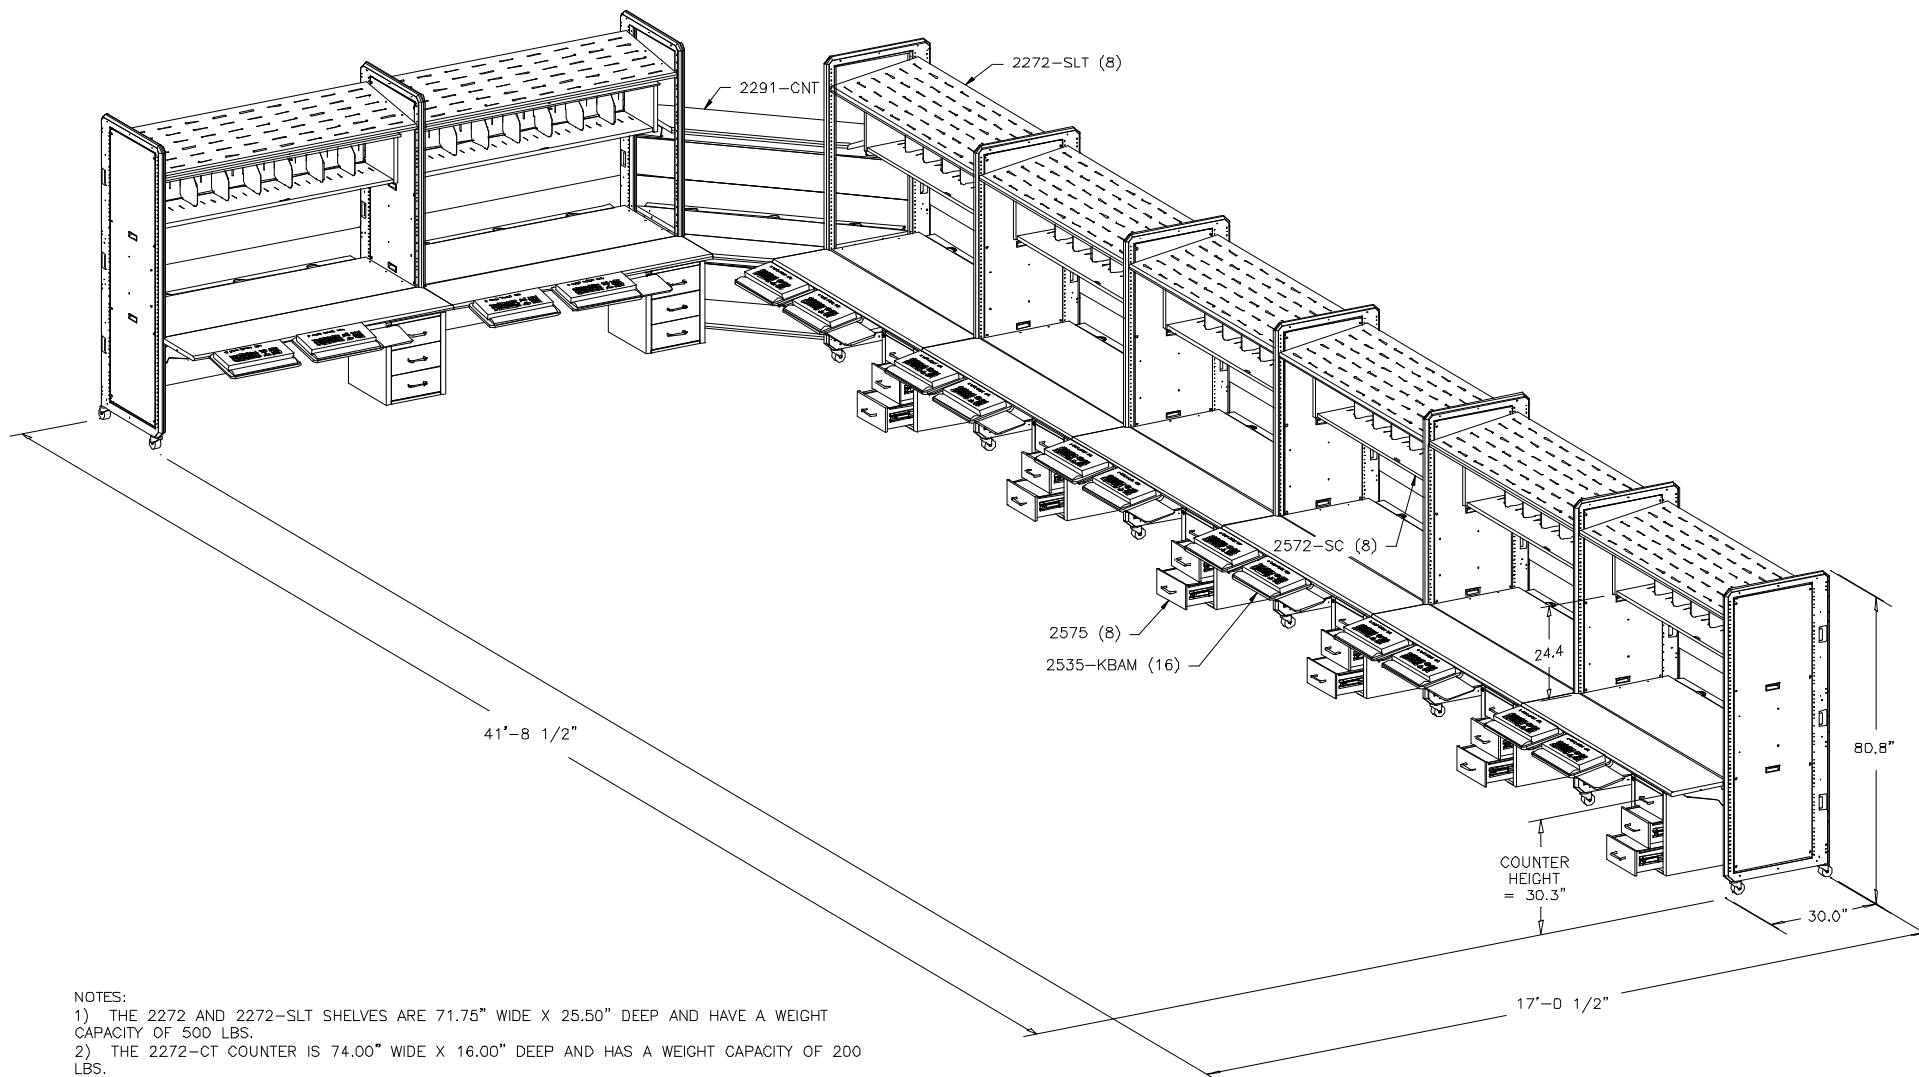 2272-SLT (8)
2291-CNT
2572-SC (8)
2575 (8)
2535-KBAM (16)
24.4
41'-8 1/2"
80.8"
COUNTER
HEIGHT
= 30.3"
30.0"
17'-0 1/2"
NOTES:
1) THE 2272 AND 2272-SLT SHELVES ARE 71.75" WIDE X 25.50" DEEP AND HAVE A WEIGHT
CAPACITY OF 500 LBS.
2) THE 2272-CT COUNTER IS 74.00" WIDE X 16.00" DEEP AND HAS A WEIGHT CAPACITY OF 200
LBS.